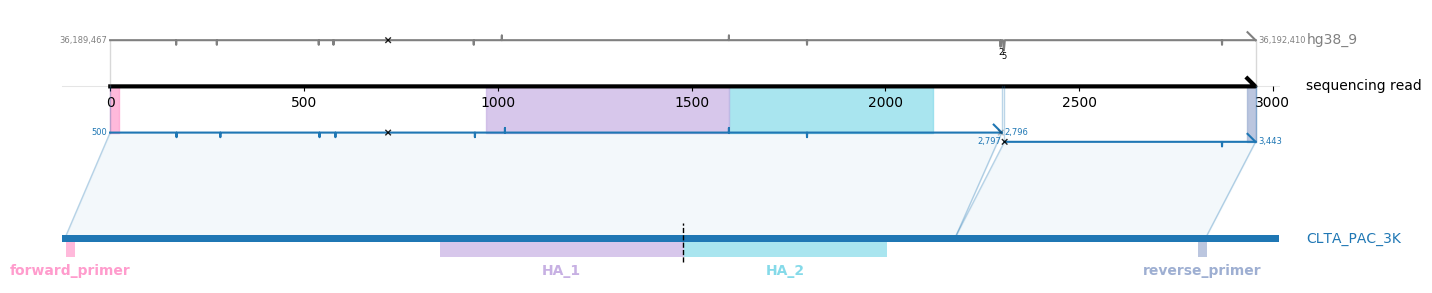 36,189,467 36,192,410 hg38_9
2
5
sequencing read
0 500 1000 1500 2000 2500 3000
500 2,796
2,797 3,443
CLTA_PAC_3K
forward_primer HA_1 HA_2 reverse_primer